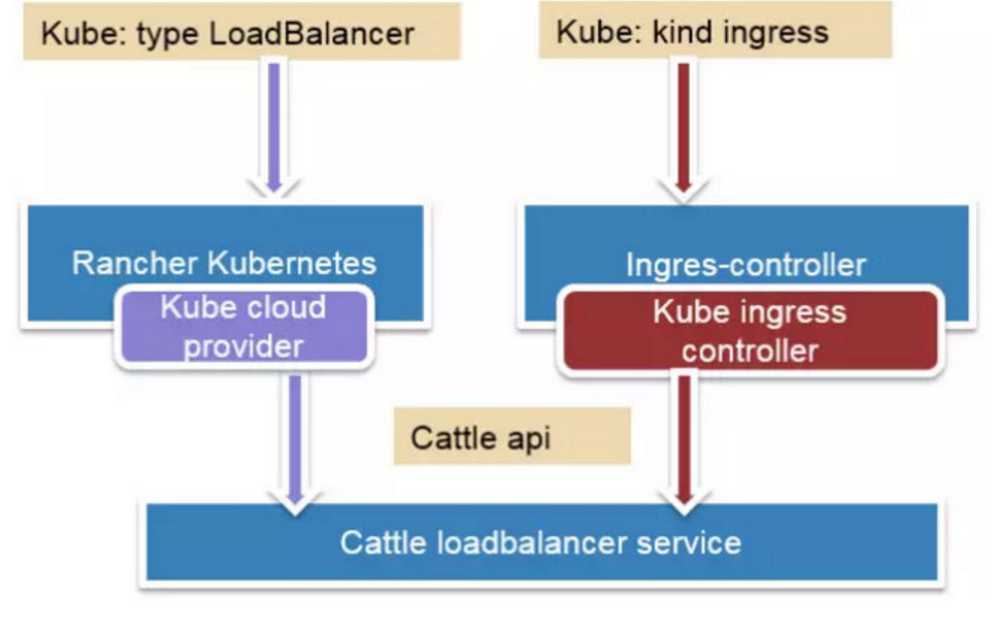 Kube: type LoadBalancer
Kube: kind ingress
Rancher Kubernetes
Kube cloud
provider
Ingres-controller
Kube ingress
controller
Cattle api
Cattle loadbalancer service